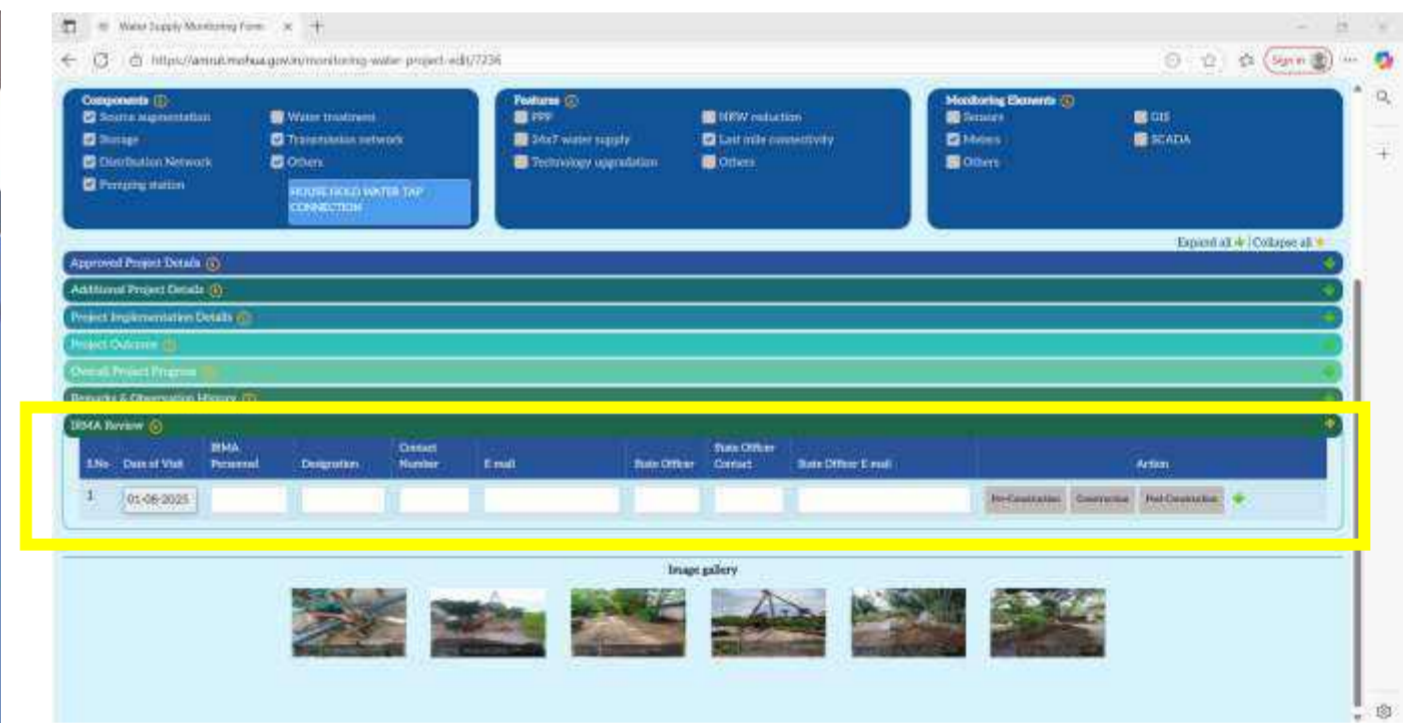 Water Supply Monitoring Form
https://amrut.mohua.gov.in/monitoring-water-project-edit/7236
Sign in
Components
Source augmentation
Water treatment
Storage
Transmission network
Distribution Network
Others
Pumping station
HOUSE HOLD WATER TAP
CONNECTION
Features
PPP
NRW reduction
24x7 water supply
Last mile connectivity
Technology upgradation
Others
Monitoring Elements
Sensors
GIS
Meters
SCADA
Others
Expand all | Collapse all
Approved Project Details
Additional Project Details
Project Implementation Details
Project Outcome
Overall Project Progress
Remarks & Observation History
IRMA Review
S.No Date of Visit IRMA Personnel Designation Contact Number E-mail State Officer State Officer Contact State Officer E-mail Action
1 01-06-2025 Pre-Construction Construction Post-Construction
Image gallery